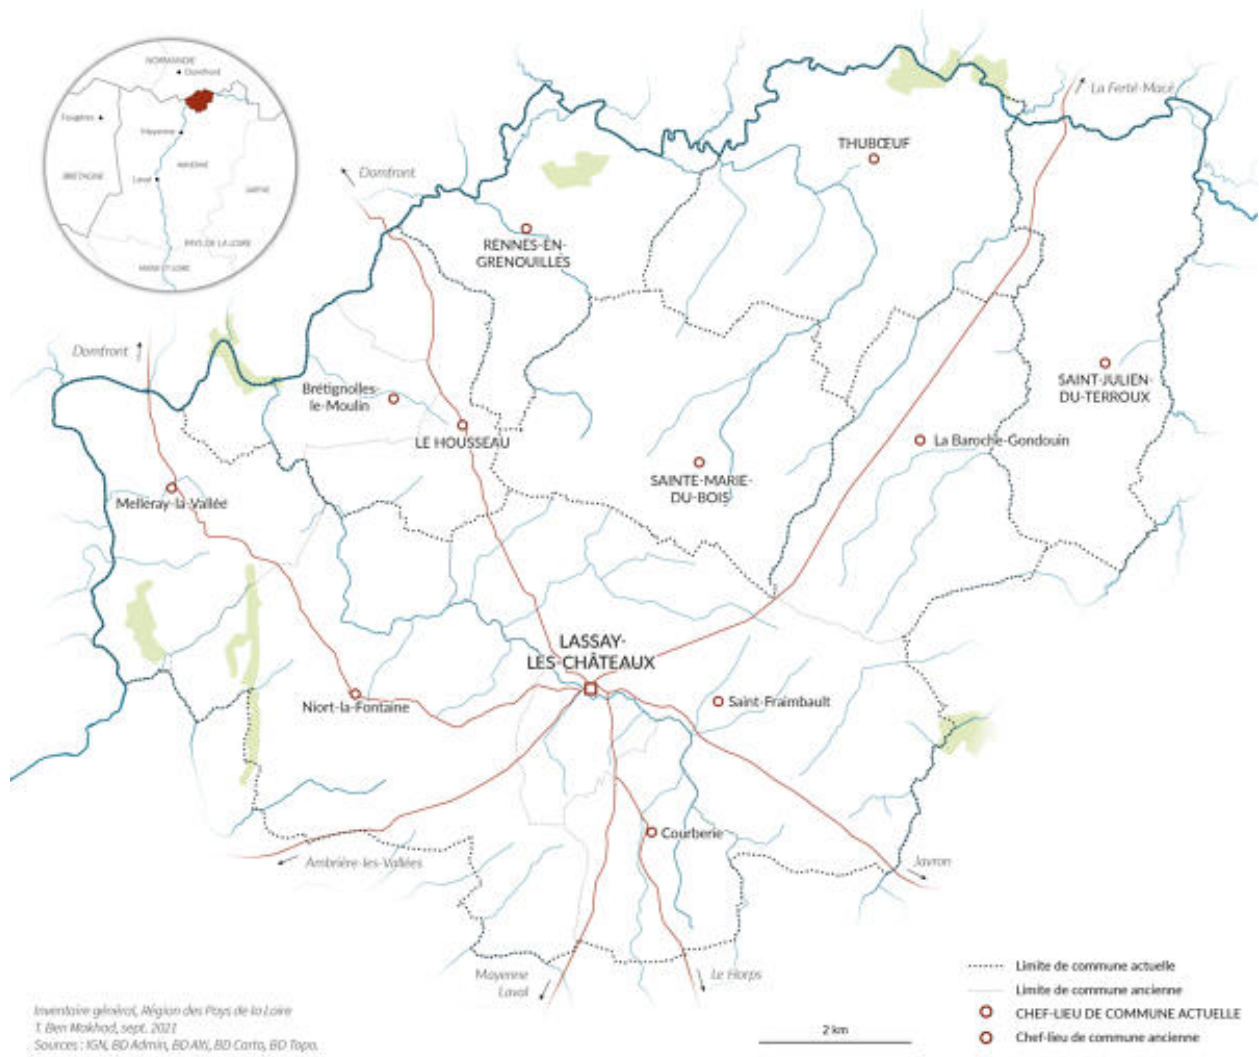 NORMANDIE
Domfront
Fougères
Mayenne
MAYENNE
BRETAGNE
Laval
SARTHE
PAYS DE LA LOIRE
MAINE-ET-LOIRE
La Ferté-Macé
THUBŒUF
Domfront
RENNES-EN-
GRENOUILLES
Domfront
Brétignolles-
le-Moulin
SAINT-JULIEN-
DU-TERROUX
LE HOUSSEAU
La Baroche-Gondouin
SAINTE-MARIE-
DU-BOIS
Melleray-la-Vallée
LASSAY-
LES-CHÂTEAUX
Niort-la-Fontaine
Saint-Fraimbault
Courberie
Ambrière-les-Vallées
Javron
Mayenne
Laval
Le Horps
Limite de commune actuelle
Limite de commune ancienne
CHEF-LIEU DE COMMUNE ACTUELLE
Chef-lieu de commune ancienne
2 km
Inventaire général, Région des Pays de la Loire
T. Ben Makhad, sept. 2021
Sources : IGN, BD Admin, BD Alti, BD Carto, BD Topo.